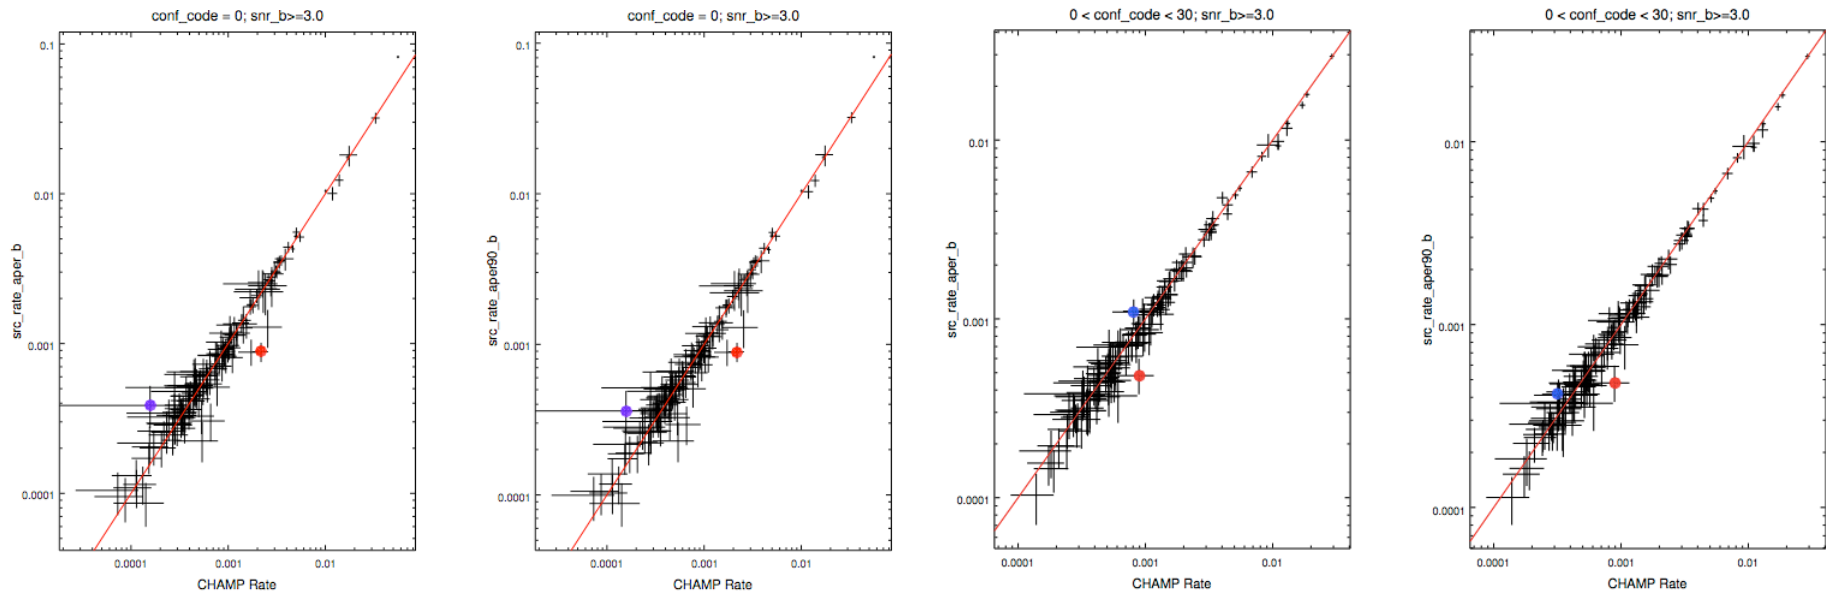 conf_code = 0; snr_b>=3.0
0.1
0.01
0.001
0.0001
src_rate_aper_b
0.0001
0.001
0.01
CHAMP Rate
conf_code = 0; snr_b>=3.0
0.1
0.01
0.001
0.0001
src_rate_aper90_b
0.0001
0.001
0.01
CHAMP Rate
0 < conf_code < 30; snr_b>=3.0
0.01
0.001
0.0001
src_rate_aper_b
0.0001
0.001
0.01
CHAMP Rate
0 < conf_code < 30; snr_b>=3.0
0.01
0.001
0.0001
src_rate_aper90_b
0.0001
0.001
0.01
CHAMP Rate